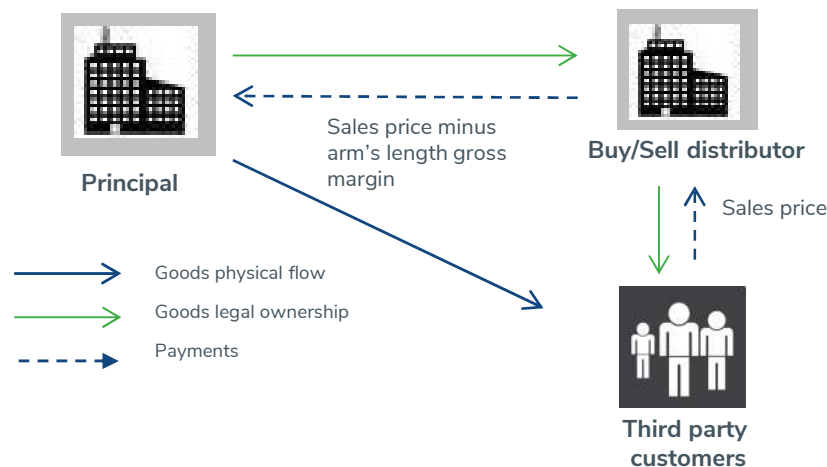 Principal
Sales price minus
arm’s length gross
margin
Buy/Sell distributor
Sales price
Goods physical flow
Goods legal ownership
Payments
Third party
customers